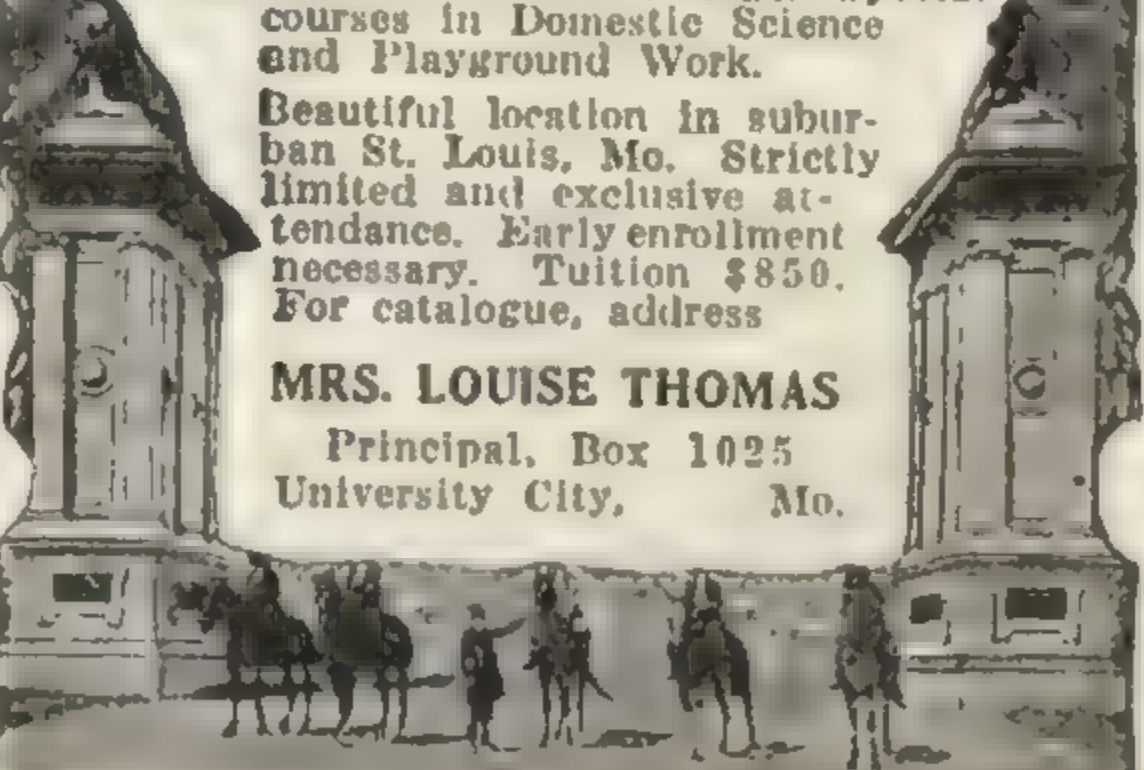 courses in Domestic Science
and Playground Work.
Beautiful location in subur-
ban St. Louis, Mo. Strictly
limited and exclusive at-
tendance. Early enrollment
necessary. Tuition $850.
For catalogue, address
MRS. LOUISE THOMAS
Principal, Box 1025
University City, Mo.